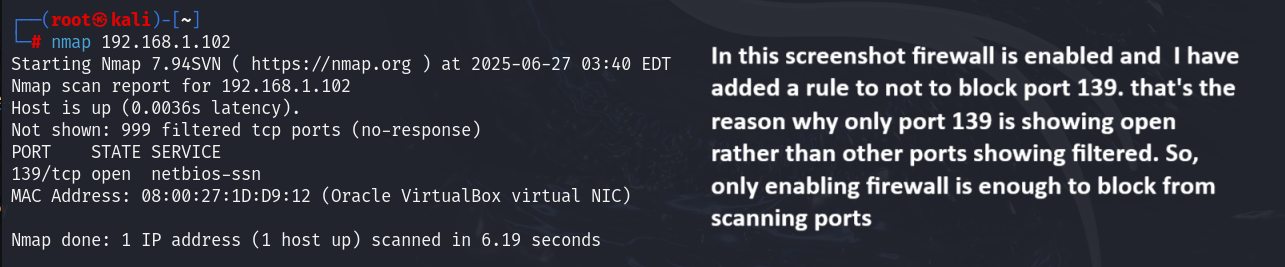 ┌──(root㉿kali)-[~]
└─# nmap 192.168.1.102
Starting Nmap 7.94SVN ( https://nmap.org ) at 2025-06-27 03:40 EDT
Nmap scan report for 192.168.1.102
Host is up (0.0036s latency).
Not shown: 999 filtered tcp ports (no-response)
PORT    STATE SERVICE
139/tcp open  netbios-ssn
MAC Address: 08:00:27:1D:D9:12 (Oracle VirtualBox virtual NIC)

Nmap done: 1 IP address (1 host up) scanned in 6.19 seconds
In this screenshot firewall is enabled and  I have
added a rule to not to block port 139. that's the
reason why only port 139 is showing open
rather than other ports showing filtered. So,
only enabling firewall is enough to block from
scanning ports